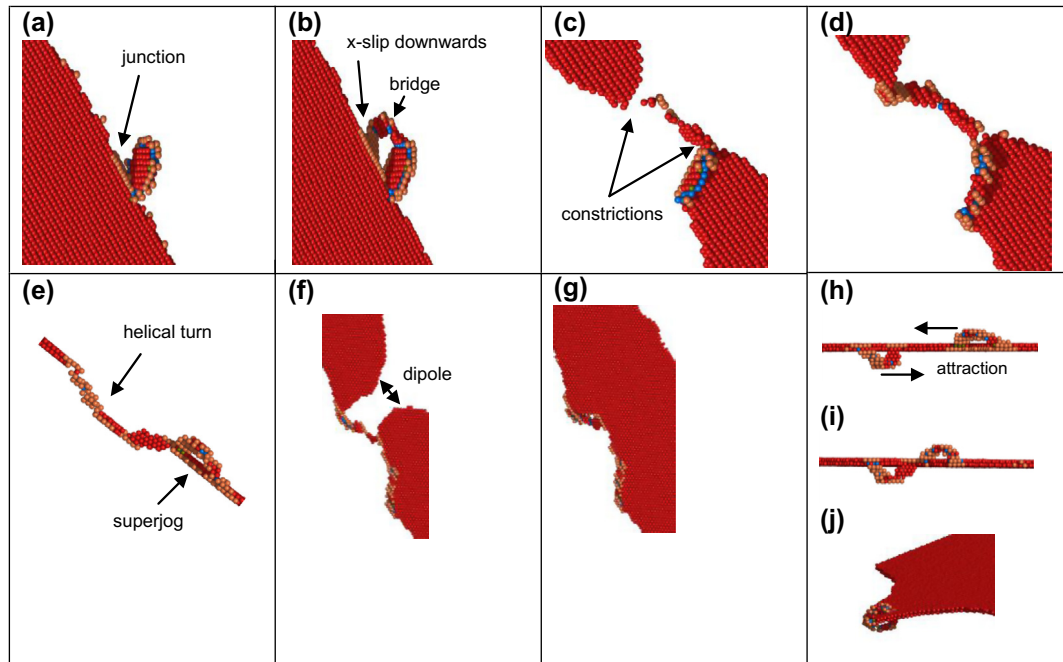 (a)
junction
(b)
x-slip downwards
bridge
(c)
constrictions
(d)
(e)
helical turn
superjog
(f)
dipole
(g)
(h)
attraction
(i)
(j)